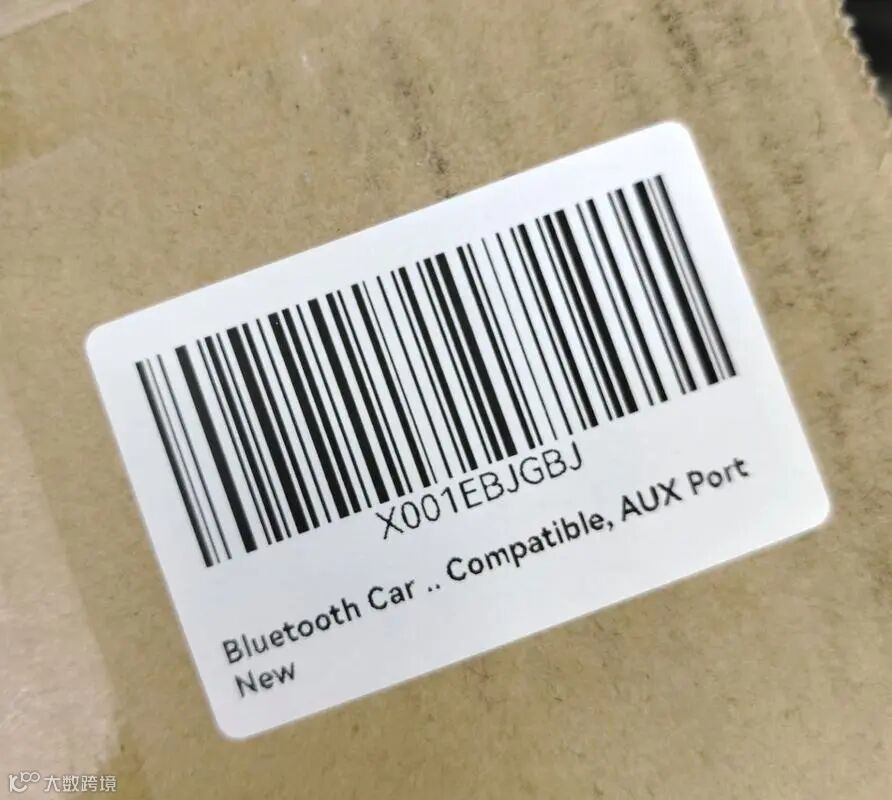 X001EBJGBJ
Bluetooth Car .. Compatible, AUX Port
New
大数跨境